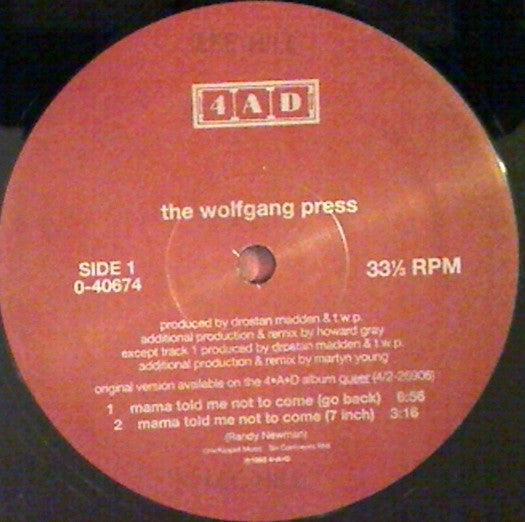 4AD
the wolfgang press
SIDE 1
0-40674
33⅓ RPM
produced by drostan madden & t.w.p.
additional production & remix by howard gray
except track 1 produced by drostan madden & t.w.p.
additional production & remix by martyn young
original version available on the 4•A•D album queer (4/2-26908)
1 mama told me not to come (go back) 6:56
2 mama told me not to come (7 inch) 3:16
(Randy Newman)